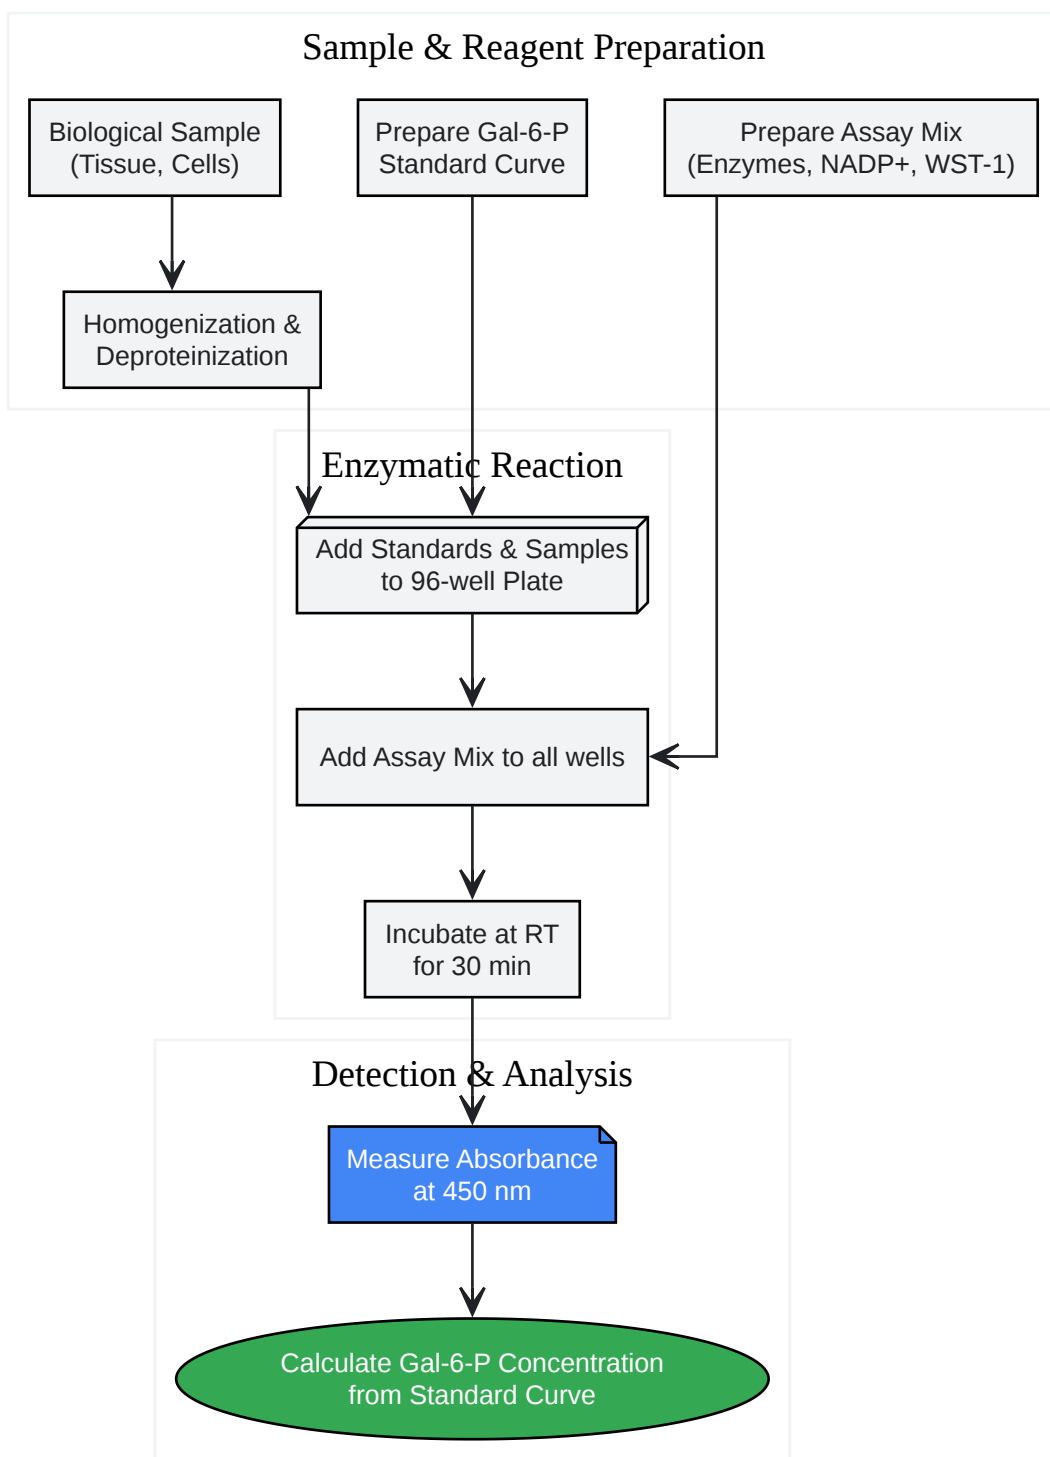 Sample & Reagent Preparation
Biological Sample
(Tissue, Cells)
Prepare Gal-6-P
Standard Curve
Prepare Assay Mix
(Enzymes, NADP+, WST-1)
Homogenization &
Deproteinization
Enzymatic Reaction
Add Standards & Samples
to 96-well Plate
Add Assay Mix to all wells
Incubate at RT
for 30 min
Detection & Analysis
Measure Absorbance
at 450 nm
Calculate Gal-6-P Concentration
from Standard Curve